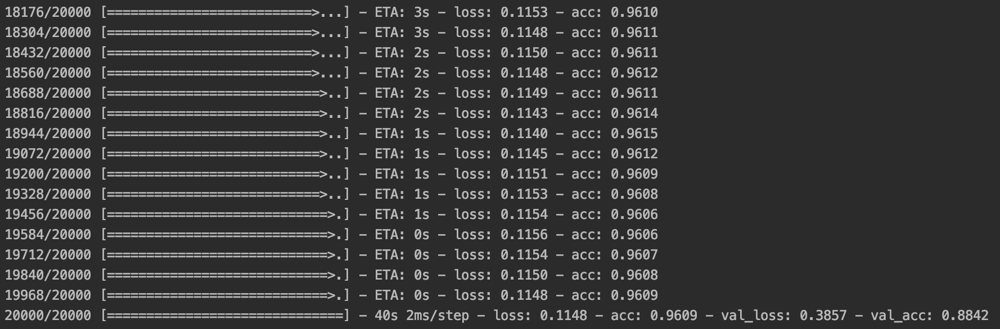 18176/20000 [==========================>...] - ETA: 3s - loss: 0.1153 - acc: 0.9610
18304/20000 [==========================>...] - ETA: 3s - loss: 0.1148 - acc: 0.9611
18432/20000 [==========================>...] - ETA: 2s - loss: 0.1150 - acc: 0.9611
18560/20000 [==========================>...] - ETA: 2s - loss: 0.1148 - acc: 0.9612
18688/20000 [===========================>..] - ETA: 2s - loss: 0.1149 - acc: 0.9611
18816/20000 [===========================>..] - ETA: 2s - loss: 0.1143 - acc: 0.9614
18944/20000 [===========================>..] - ETA: 1s - loss: 0.1140 - acc: 0.9615
19072/20000 [===========================>..] - ETA: 1s - loss: 0.1145 - acc: 0.9612
19200/20000 [===========================>..] - ETA: 1s - loss: 0.1151 - acc: 0.9609
19328/20000 [===========================>..] - ETA: 1s - loss: 0.1153 - acc: 0.9608
19456/20000 [============================>.] - ETA: 1s - loss: 0.1154 - acc: 0.9606
19584/20000 [============================>.] - ETA: 0s - loss: 0.1156 - acc: 0.9606
19712/20000 [============================>.] - ETA: 0s - loss: 0.1154 - acc: 0.9607
19840/20000 [============================>.] - ETA: 0s - loss: 0.1150 - acc: 0.9608
19968/20000 [============================>.] - ETA: 0s - loss: 0.1148 - acc: 0.9609
20000/20000 [==============================] - 40s 2ms/step - loss: 0.1148 - acc: 0.9609 - val_loss: 0.3857 - val_acc: 0.8842